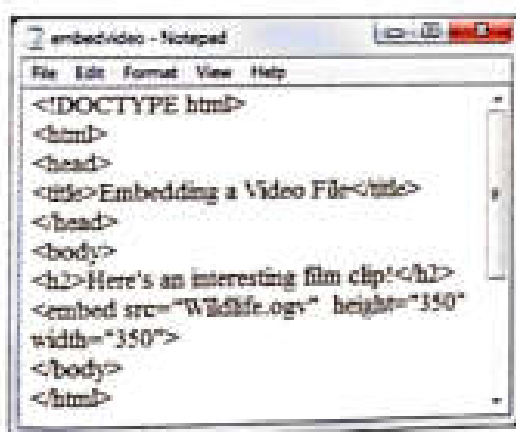 embedvideo - Notepad
File Edit Format View Help
<!DOCTYPE html>
<html>
<head>
<title>Embedding a Video File</title>
</head>
<body>
<h2>Here's an interesting film clip!</h2>
<embed src="Wildlife.ogv" height="350"
width="350">
</body>
</html>